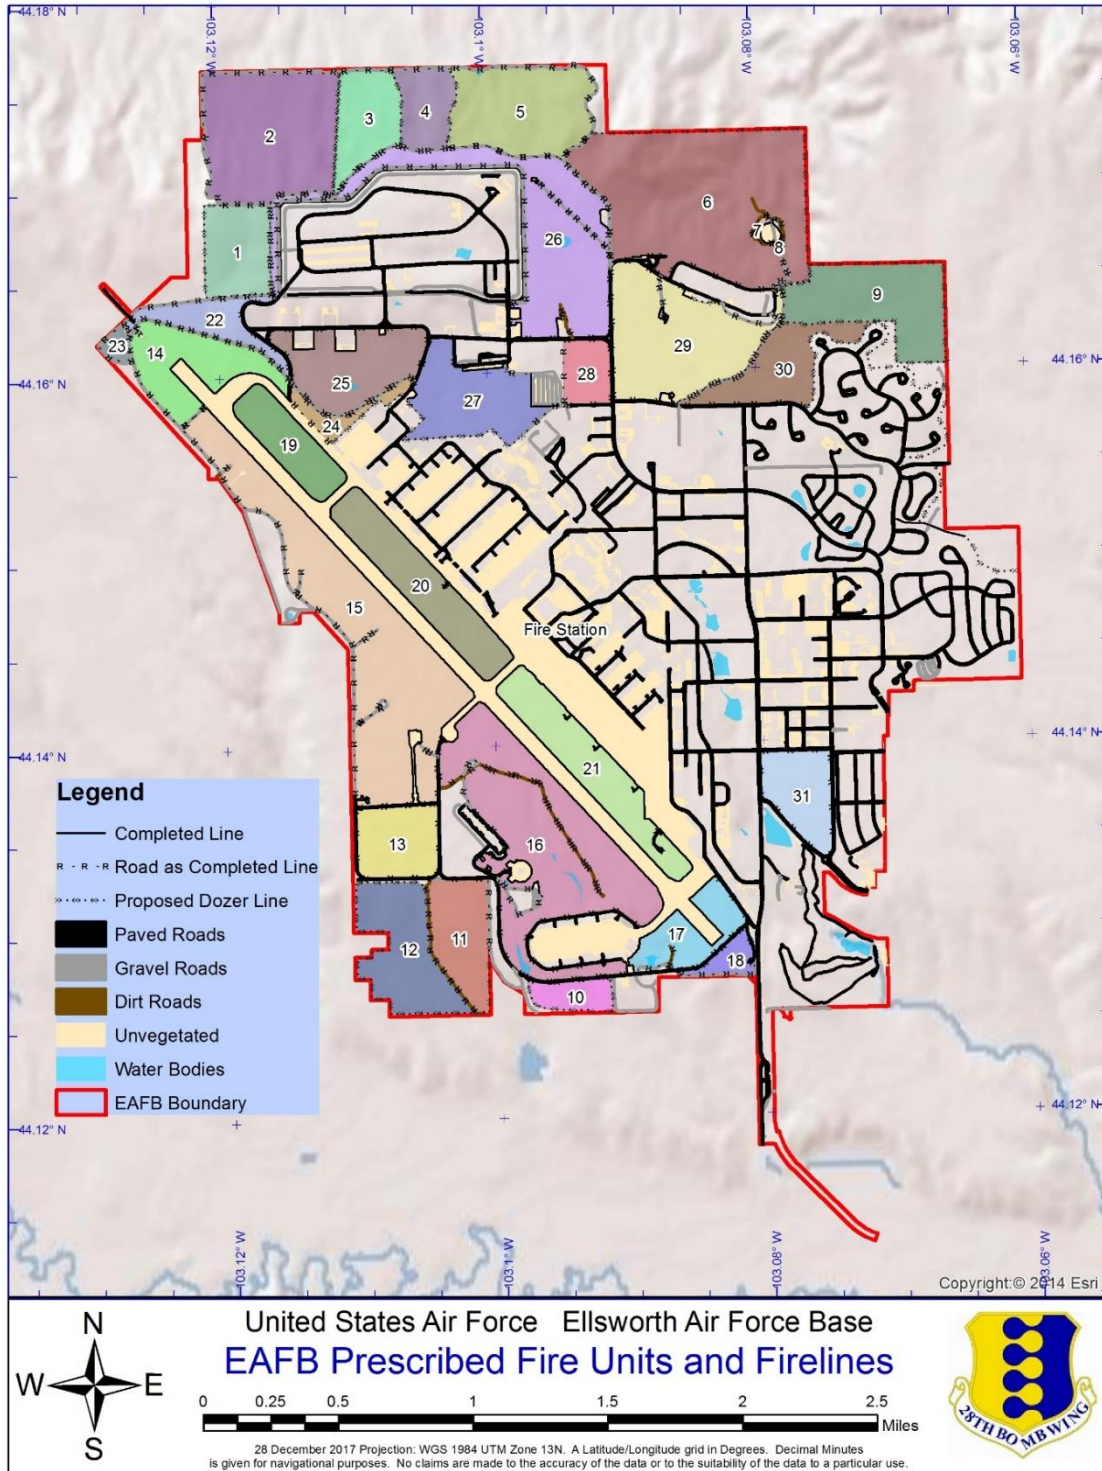 44.18° N
103.12° W
103.1° W
103.08° W
103.06° W
2
3
4
5
6
7
8
1
26
9
22
23
14
29
30
44.16° N
44.16° N
25
28
27
24
19
20
15
Fire Station
44.14° N
44.14° N
21
31
Legend
Completed Line
R - R - R Road as Completed Line
Proposed Dozer Line
Paved Roads
Gravel Roads
Dirt Roads
Unvegetated
Water Bodies
EAFB Boundary
13
16
12
11
17
18
10
44.12° N
44.12° N
103.12° W
103.1° W
103.08° W
103.06° W
Copyright:© 2014 Esri
N
W E
S
United States Air Force Ellsworth Air Force Base
EAFB Prescribed Fire Units and Firelines
0 0.25 0.5 1 1.5 2 2.5
Miles
28 December 2017 Projection: WGS 1984 UTM Zone 13N. A Latitude/Longitude grid in Degrees. Decimal Minutes
is given for navigational purposes. No claims are made to the accuracy of the data or to the suitability of the data to a particular use.
28TH BOMB WING